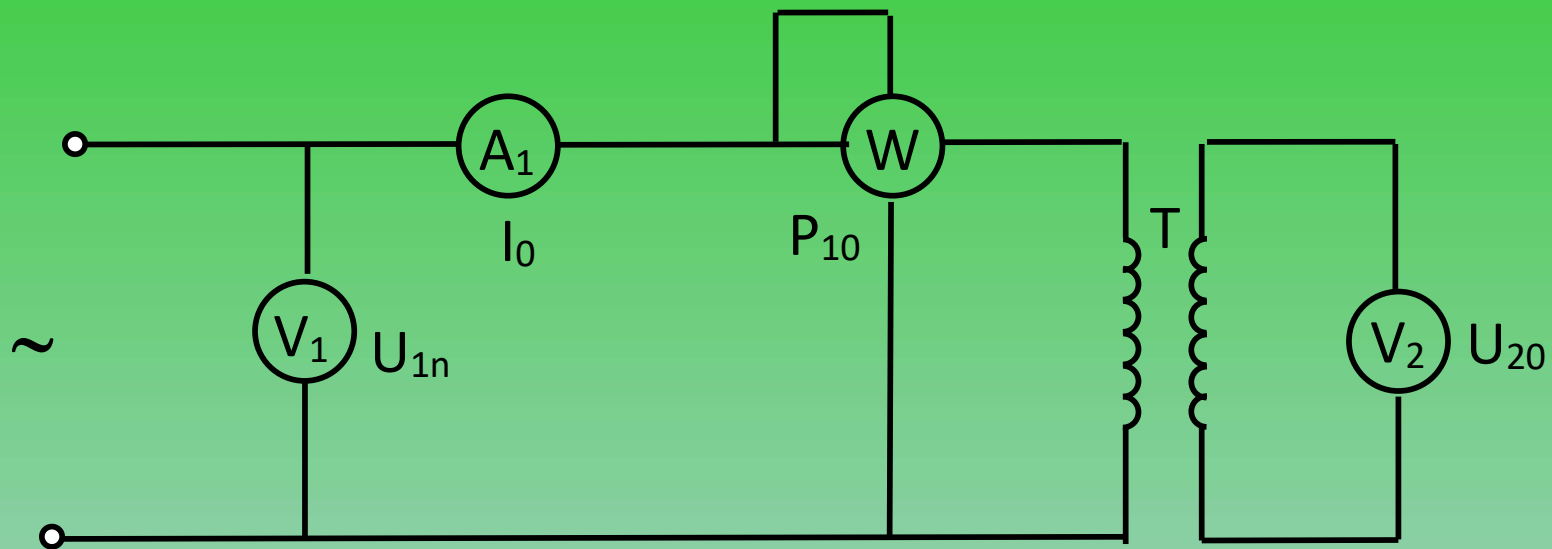 A₁
W
I₀
P₁₀
T
~
V₁
U₁ₙ
V₂
U₂₀